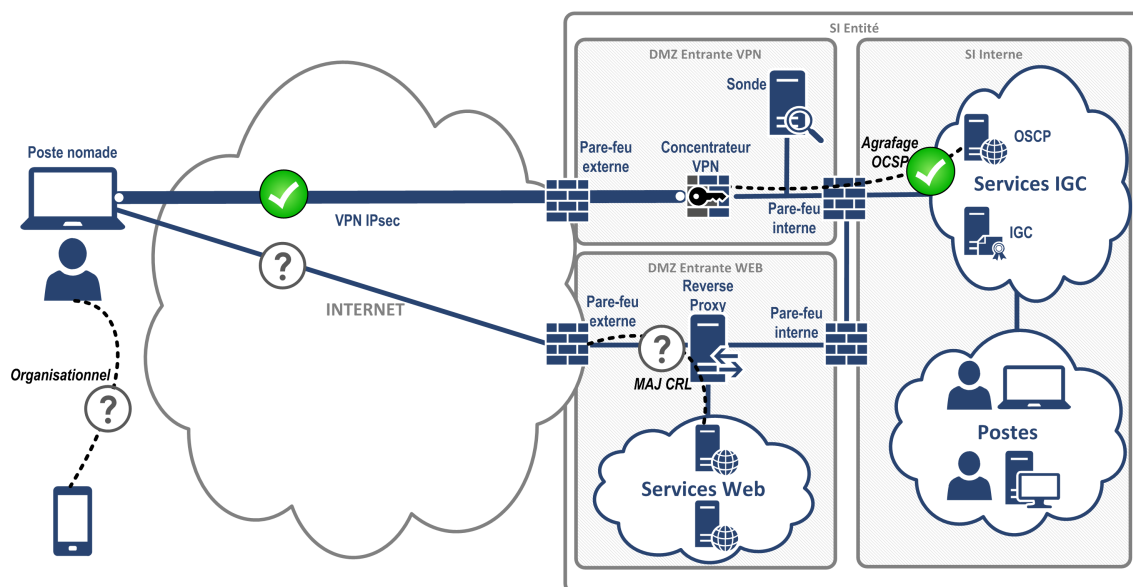 SI Entité
DMZ Entrante VPN
SI Interne
Sonde
Agrafage
OCSP
OSCP
Poste nomade
Pare-feu
externe
Concentrateur
VPN
Services IGC
VPN IPsec
Pare-feu
interne
IGC
?
DMZ Entrante WEB
INTERNET
Pare-feu
externe
Reverse
Proxy
Pare-feu
interne
?
MAJ CRL
Organisationnel
?
Postes
Services Web